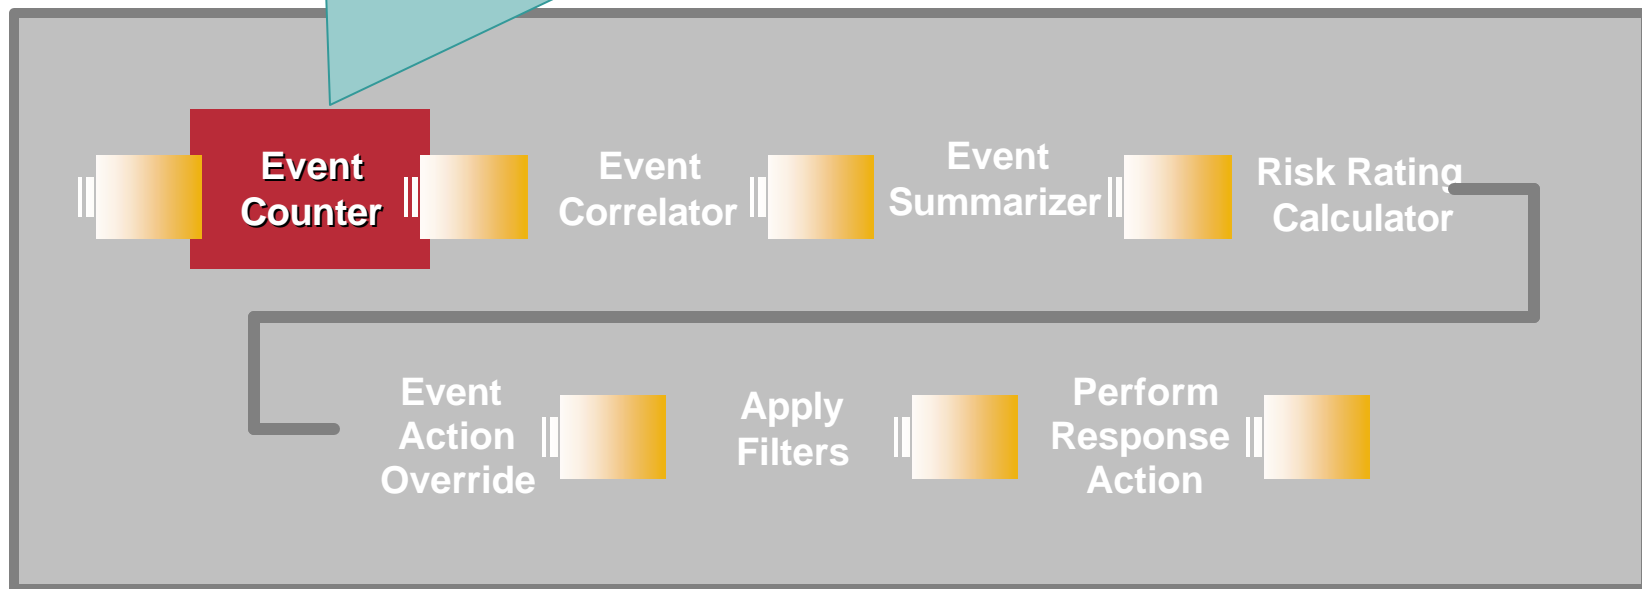 Event
Counter
Event
Correlator
Event
Summarizer
Risk Rating
Calculator
Event
Action
Override
Apply
Filters
Perform
Response
Action